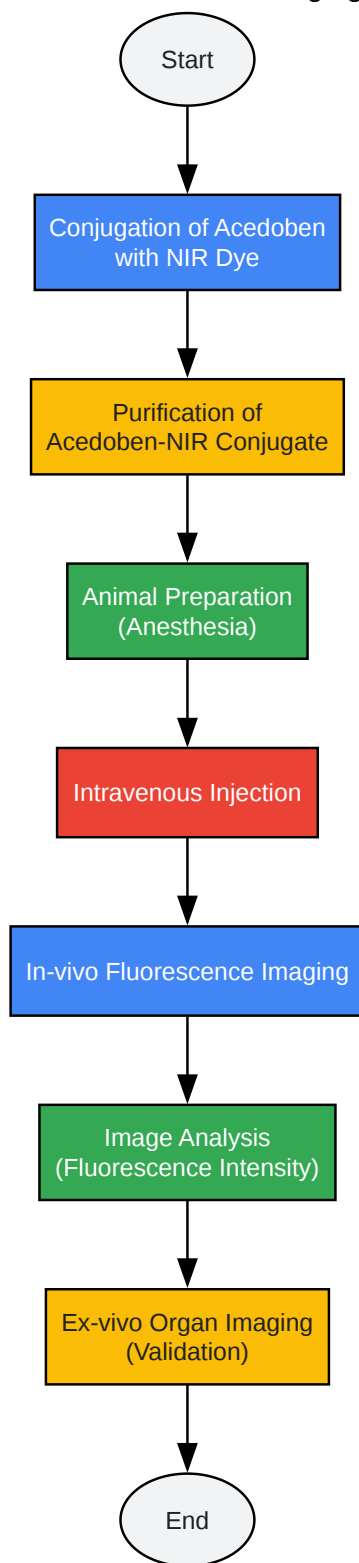 Start
Conjugation of Acedoben
with NIR Dye
Purification of
Acedoben-NIR Conjugate
Animal Preparation
(Anesthesia)
Intravenous Injection
In-vivo Fluorescence Imaging
Image Analysis
(Fluorescence Intensity)
Ex-vivo Organ Imaging
(Validation)
End